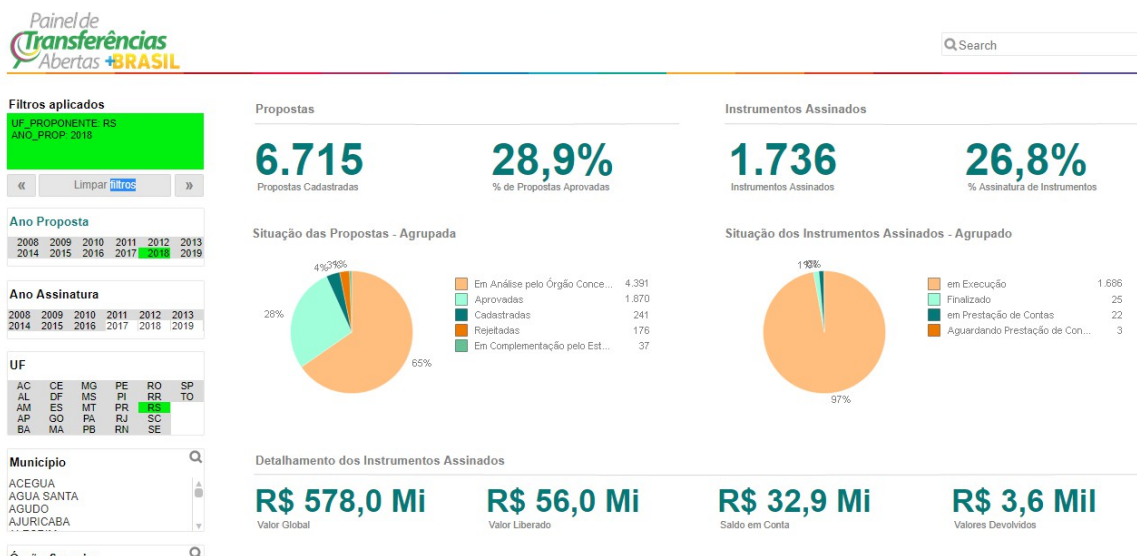 Painel de
Transferências
Abertas +BRASIL
Search
Filtros aplicados
UF_PROPONENTE: RS
ANO_PROP: 2018
« Limpar filtros »
Ano Proposta
2008 2009 2010 2011 2012 2013
2014 2015 2016 2017 2018 2019
Ano Assinatura
2008 2009 2010 2011 2012 2013
2014 2015 2016 2017 2018 2019
UF
AC CE MG PE RO SP
AL DF MS PI RR TO
AM ES MT PR RS
AP GO PA RJ SC
BA MA PB RN SE
Município
ACEGUA
AGUA SANTA
AGUDO
AJURICABA
Propostas
6.715 28,9%
Propostas Cadastradas % de Propostas Aprovadas
Instrumentos Assinados
1.736 26,8%
Instrumentos Assinados % Assinatura de Instrumentos
Situação das Propostas - Agrupada
4%
28%
65%
Em Análise pelo Órgão Conce... 4.391
Aprovadas 1.870
Cadastradas 241
Rejeitadas 176
Em Complementação pelo Est... 37
Situação dos Instrumentos Assinados - Agrupado
97%
em Execução 1.686
Finalizado 25
em Prestação de Contas 22
Aguardando Prestação de Con... 3
Detalhamento dos Instrumentos Assinados
R$ 578,0 Mi R$ 56,0 Mi R$ 32,9 Mi R$ 3,6 Mil
Valor Global Valor Liberado Saldo em Conta Valores Devolvidos